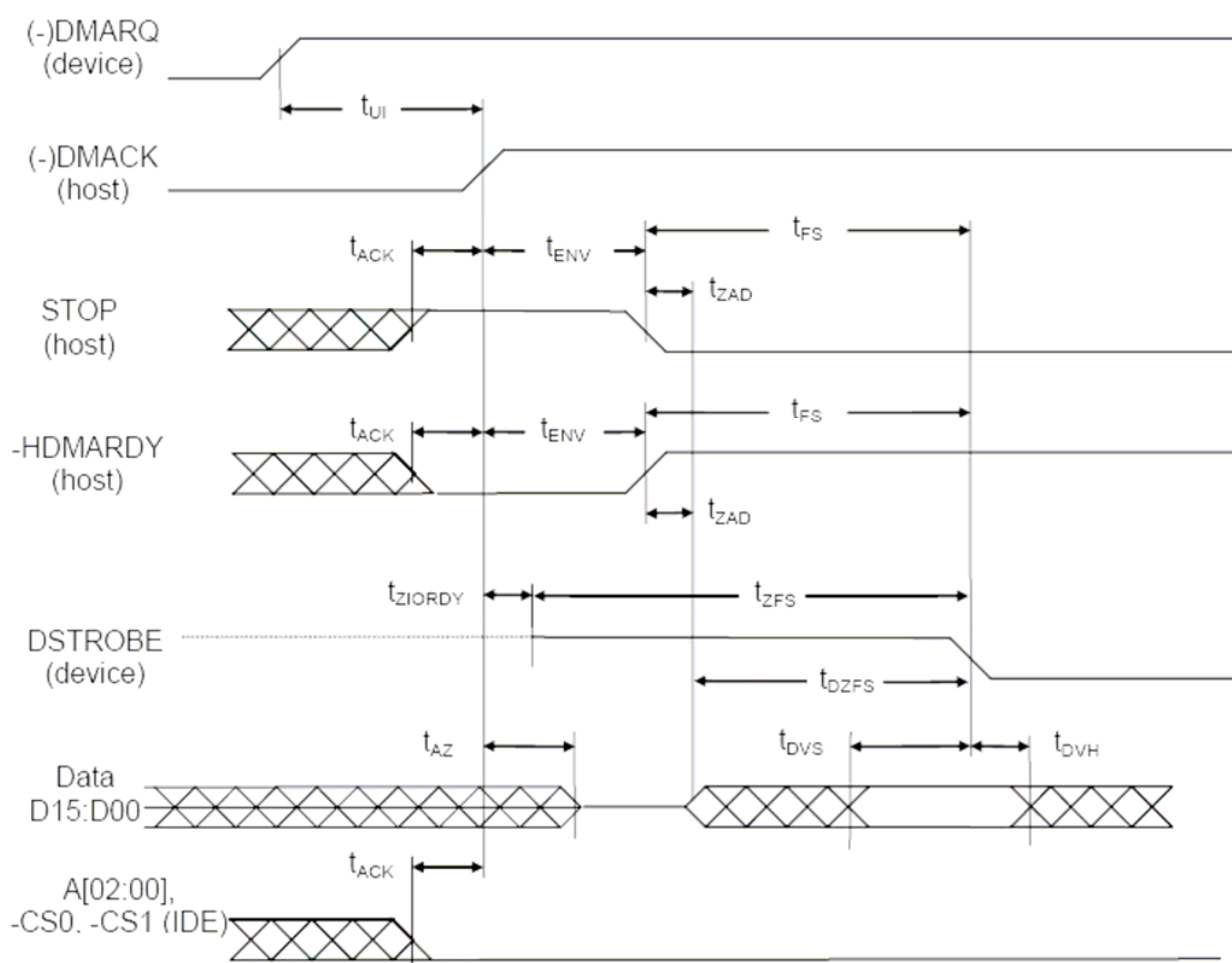 (-)DMARQ
(device)
tUI
(-)DMACK
(host)
tFS
tACK
tENV
tZAD
STOP
(host)
tFS
tACK
tENV
-HDMARDY
(host)
tZAD
tZIORDY
tZFS
DSTROBE
(device)
tDZFS
tAZ
tDVS
tDVH
Data
D15:D00
tACK
A[02:00],
-CS0. -CS1 (IDE)